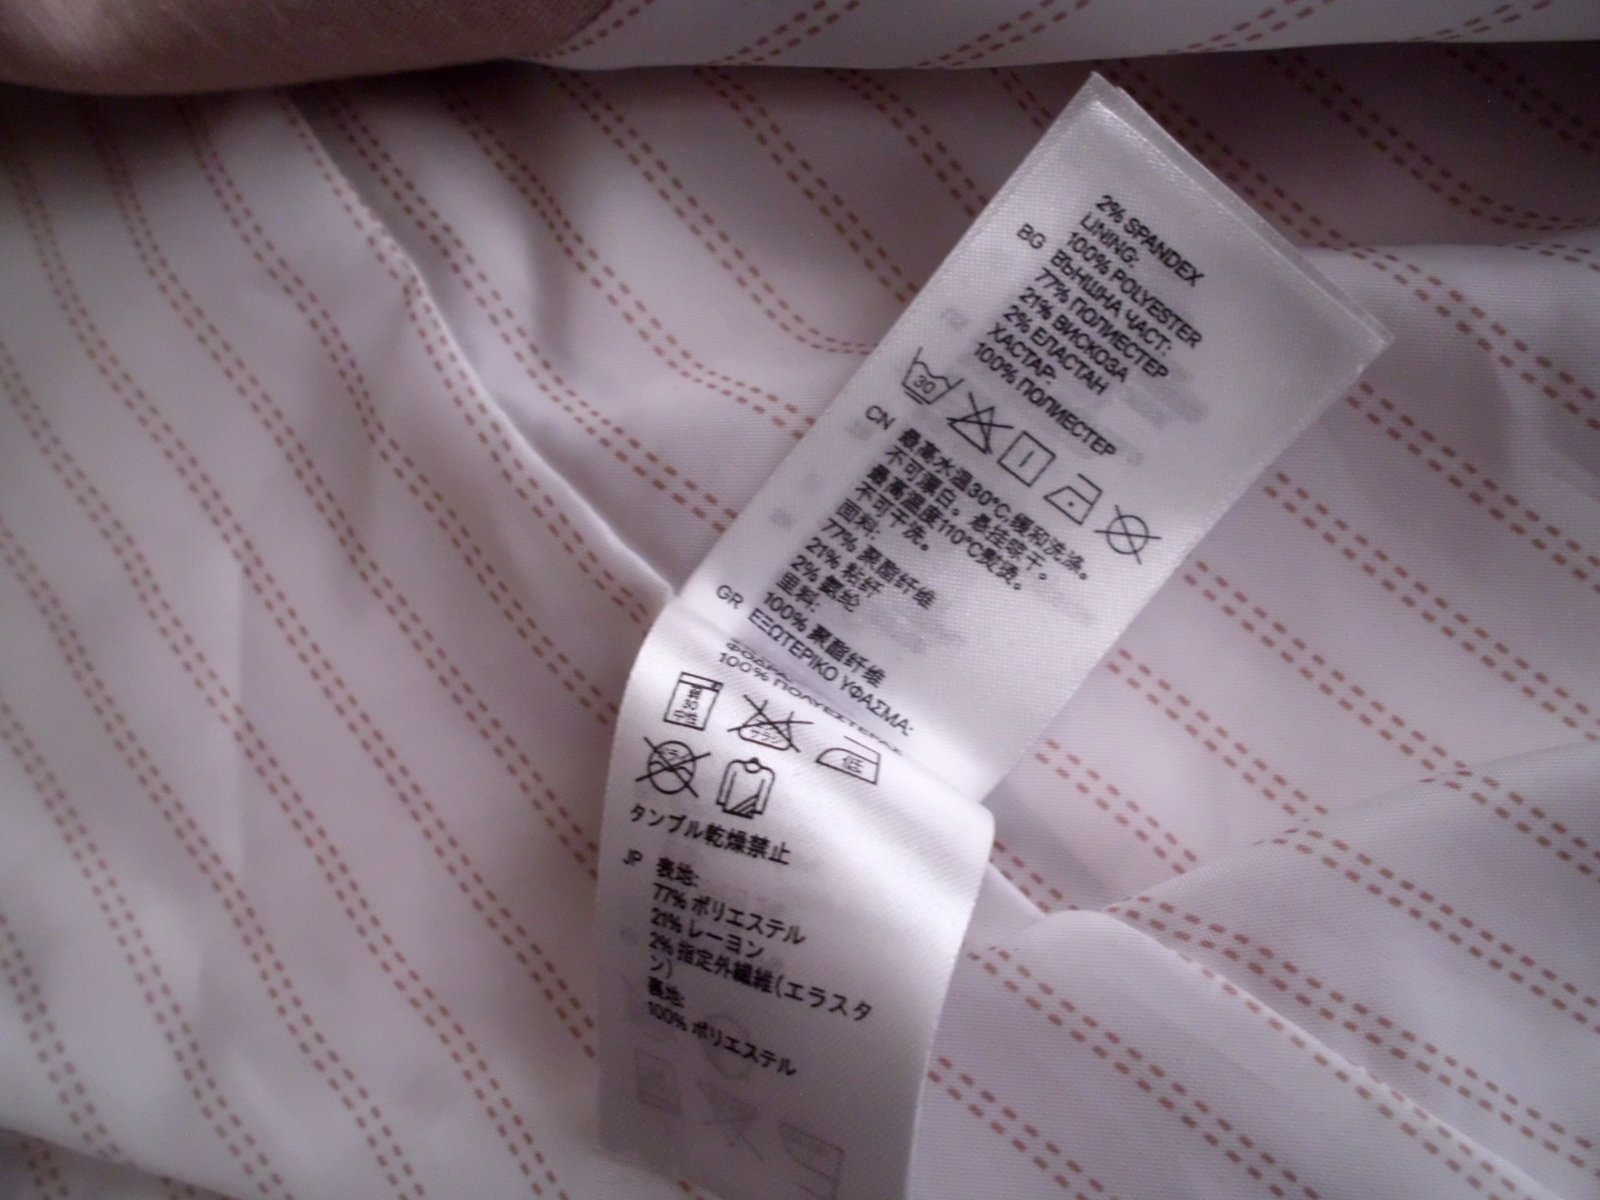 2% SPANDEX
LINING:
100% POLYESTER
BG ВЪНШНА ЧАСТ:
77% ПОЛИЕСТЕР
21% ВИСКОЗА
2% ЕЛАСТАН
ХАСТАР:
100% ПОЛИЕСТЕР
30
CN 最高水温30°C,缓和洗涤。
不可漂白。悬挂晾干。
最高温度110°C熨烫。
不可干洗。
面料:
77% 聚酯纤维
21% 粘纤
2% 氨纶
里料:
100% 聚酯纤维
GR ΕΞΩΤΕΡΙΚΟ ΥΦΑΣΜΑ:
100% ΠΟΛΥΕΣΤΕΡΑΣ
低
タンブル乾燥禁止
JP 表地:
77% ポリエステル
21% レーヨン
2% 指定外繊維(エラスタ
ン)
裏地:
100% ポリエステル